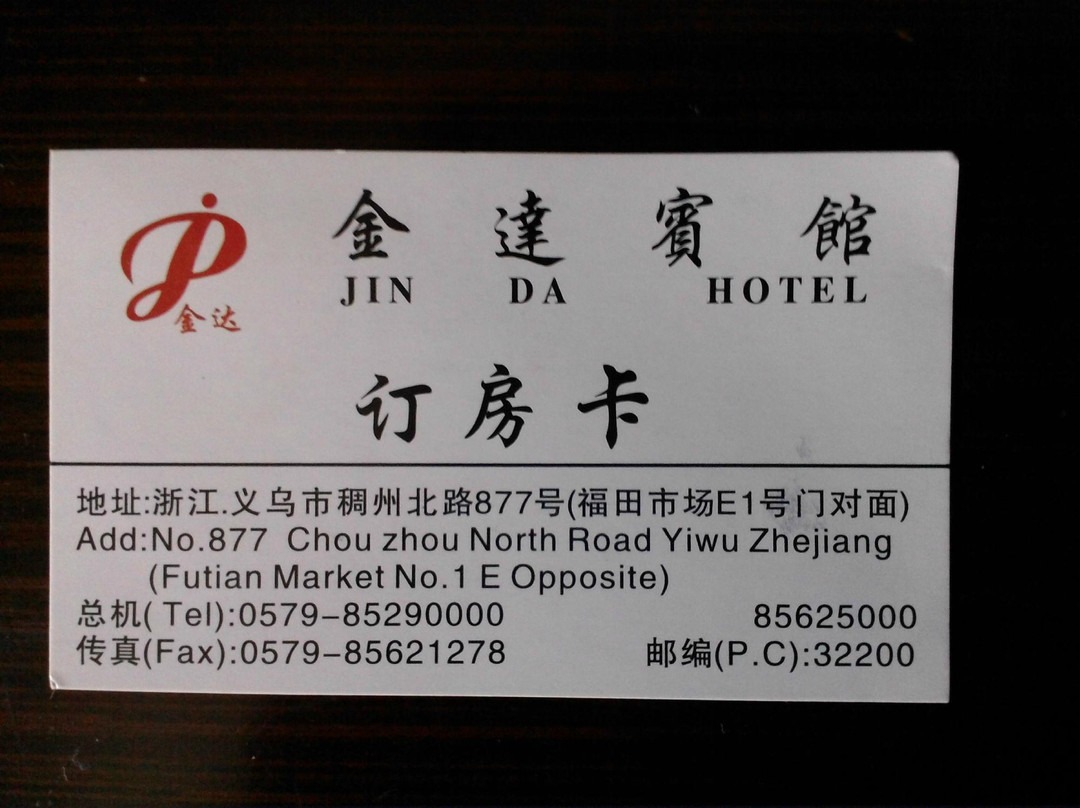 金達賓館
JIN DA HOTEL
金达
订房卡
地址:浙江.义乌市稠州北路877号(福田市场E1号门对面)
Add:No.877 Chou zhou North Road Yiwu Zhejiang
(Futian Market No.1 E Opposite)
总机( Tel):0579-85290000 85625000
传真(Fax):0579-85621278 邮编(P.C):32200